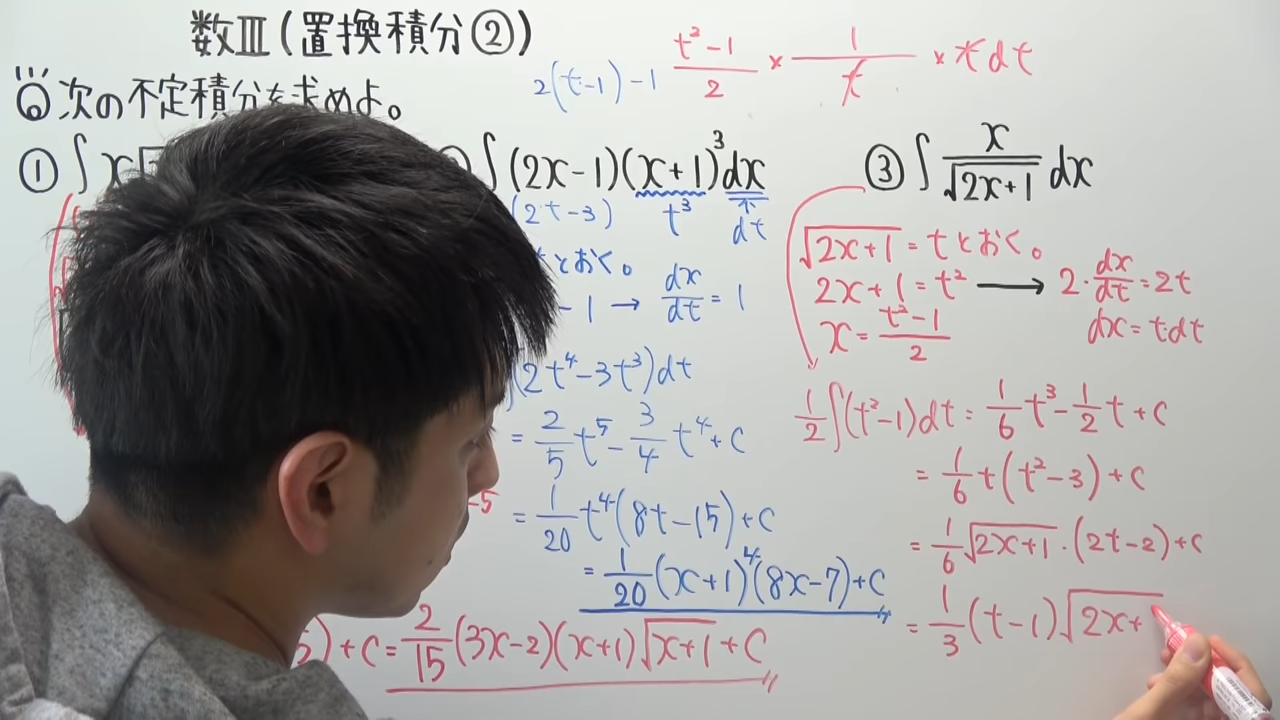 数Ⅲ(置換積分②)
次の不定積分を求めよ。
2(t-1)-1
t²-1/2 × 1/t × t dt
① ∫x√
∫(2x-1)(x+1)³dx
(2t-3) t³ dt
とおく。
-1 → dx/dt = 1
(2t⁴-3t³)dt
= 2/5 t⁵ - 3/4 t⁴ + C
= 1/20 t⁴(8t-15)+C
= 1/20 (x+1)⁴(8x-7)+C
-5
)+C = 2/15 (3x-2)(x+1)√x+1 + C
③ ∫ x/√2x+1 dx
√2x+1 = t とおく。
2x+1 = t² → 2・dx/dt = 2t
x = t²-1/2 dx = t・dt
1/2 ∫(t²-1)dt = 1/6 t³ - 1/2 t + C
= 1/6 t(t²-3)+C
= 1/6 √2x+1・(2t-2)+C
= 1/3 (t-1)√2x+